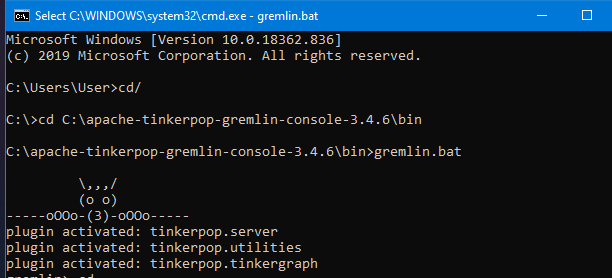 Select C:\WINDOWS\system32\cmd.exe - gremlin.bat
Microsoft Windows [Version 10.0.18362.836]
(c) 2019 Microsoft Corporation. All rights reserved.
C:\Users\User>cd/
C:\>cd C:\apache-tinkerpop-gremlin-console-3.4.6\bin
C:\apache-tinkerpop-gremlin-console-3.4.6\bin>gremlin.bat
\,,,/
(o o)
-----oOOo-(3)-oOOo-----
plugin activated: tinkerpop.server
plugin activated: tinkerpop.utilities
plugin activated: tinkerpop.tinkergraph
gremlin> cd